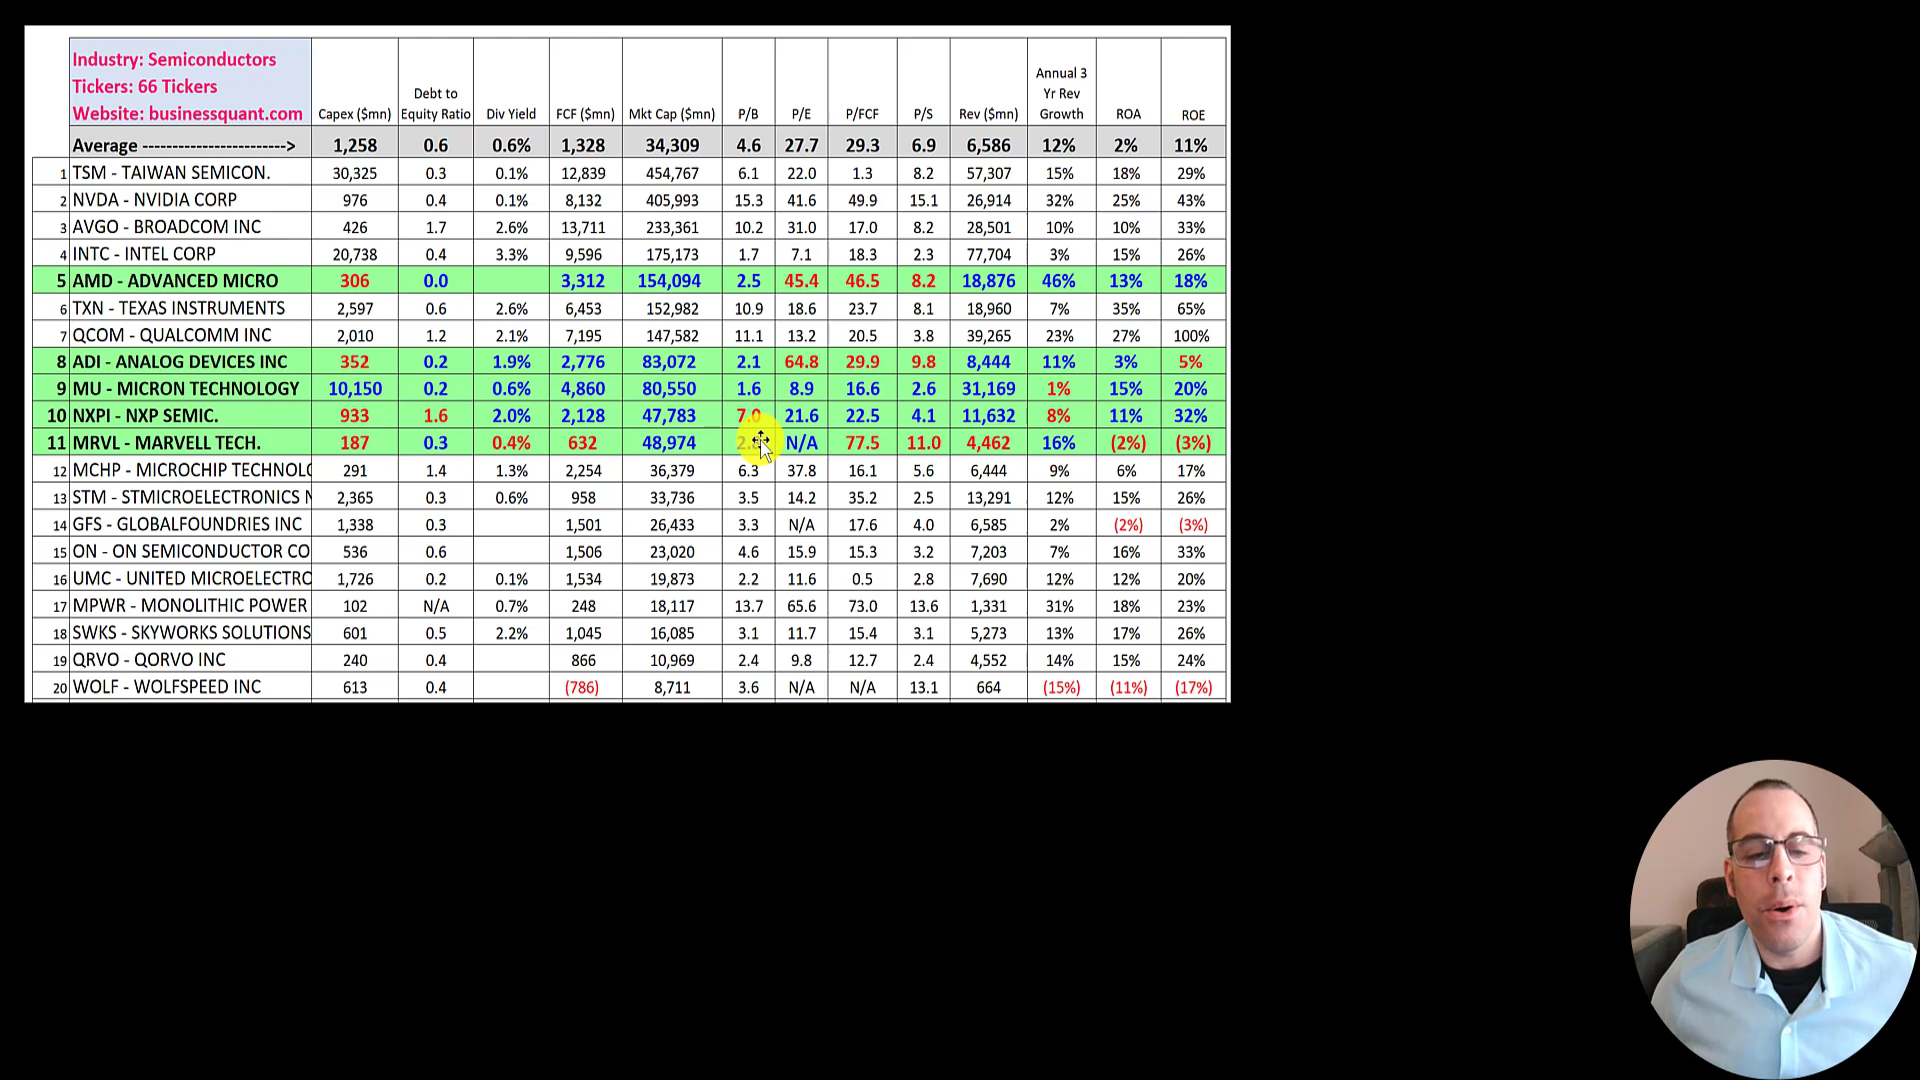 Industry: Semiconductors
Tickers: 66 Tickers
Website: businessquant.com Capex ($mn) Debt to Equity Ratio Div Yield FCF ($mn) Mkt Cap ($mn) P/B P/E P/FCF P/S Rev ($mn) Annual 3 Yr Rev Growth ROA ROE
Average ------------------------> 1,258 0.6 0.6% 1,328 34,309 4.6 27.7 29.3 6.9 6,586 12% 2% 11%
1 TSM - TAIWAN SEMICON. 30,325 0.3 0.1% 12,839 454,767 6.1 22.0 1.3 8.2 57,307 15% 18% 29%
2 NVDA - NVIDIA CORP 976 0.4 0.1% 8,132 405,993 15.3 41.6 49.9 15.1 26,914 32% 25% 43%
3 AVGO - BROADCOM INC 426 1.7 2.6% 13,711 233,361 10.2 31.0 17.0 8.2 28,501 10% 10% 33%
4 INTC - INTEL CORP 20,738 0.4 3.3% 9,596 175,173 1.7 7.1 18.3 2.3 77,704 3% 15% 26%
5 AMD - ADVANCED MICRO 306 0.0 3,312 154,094 2.5 45.4 46.5 8.2 18,876 46% 13% 18%
6 TXN - TEXAS INSTRUMENTS 2,597 0.6 2.6% 6,453 152,982 10.9 18.6 23.7 8.1 18,960 7% 35% 65%
7 QCOM - QUALCOMM INC 2,010 1.2 2.1% 7,195 147,582 11.1 13.2 20.5 3.8 39,265 23% 27% 100%
8 ADI - ANALOG DEVICES INC 352 0.2 1.9% 2,776 83,072 2.1 64.8 29.9 9.8 8,444 11% 3% 5%
9 MU - MICRON TECHNOLOGY 10,150 0.2 0.6% 4,860 80,550 1.6 8.9 16.6 2.6 31,169 1% 15% 20%
10 NXPI - NXP SEMIC. 933 1.6 2.0% 2,128 47,783 7.0 21.6 22.5 4.1 11,632 8% 11% 32%
11 MRVL - MARVELL TECH. 187 0.3 0.4% 632 48,974 N/A 77.5 11.0 4,462 16% (2%) (3%)
12 MCHP - MICROCHIP TECHNOLO 291 1.4 1.3% 2,254 36,379 6.3 37.8 16.1 5.6 6,444 9% 6% 17%
13 STM - STMICROELECTRONICS N 2,365 0.3 0.6% 958 33,736 3.5 14.2 35.2 2.5 13,291 12% 15% 26%
14 GFS - GLOBALFOUNDRIES INC 1,338 0.3 1,501 26,433 3.3 N/A 17.6 4.0 6,585 2% (2%) (3%)
15 ON - ON SEMICONDUCTOR CO 536 0.6 1,506 23,020 4.6 15.9 15.3 3.2 7,203 7% 16% 33%
16 UMC - UNITED MICROELECTRO 1,726 0.2 0.1% 1,534 19,873 2.2 11.6 0.5 2.8 7,690 12% 12% 20%
17 MPWR - MONOLITHIC POWER 102 N/A 0.7% 248 18,117 13.7 65.6 73.0 13.6 1,331 31% 18% 23%
18 SWKS - SKYWORKS SOLUTIONS 601 0.5 2.2% 1,045 16,085 3.1 11.7 15.4 3.1 5,273 13% 17% 26%
19 QRVO - QORVO INC 240 0.4 866 10,969 2.4 9.8 12.7 2.4 4,552 14% 15% 24%
20 WOLF - WOLFSPEED INC 613 0.4 (786) 8,711 3.6 N/A N/A 13.1 664 (15%) (11%) (17%)